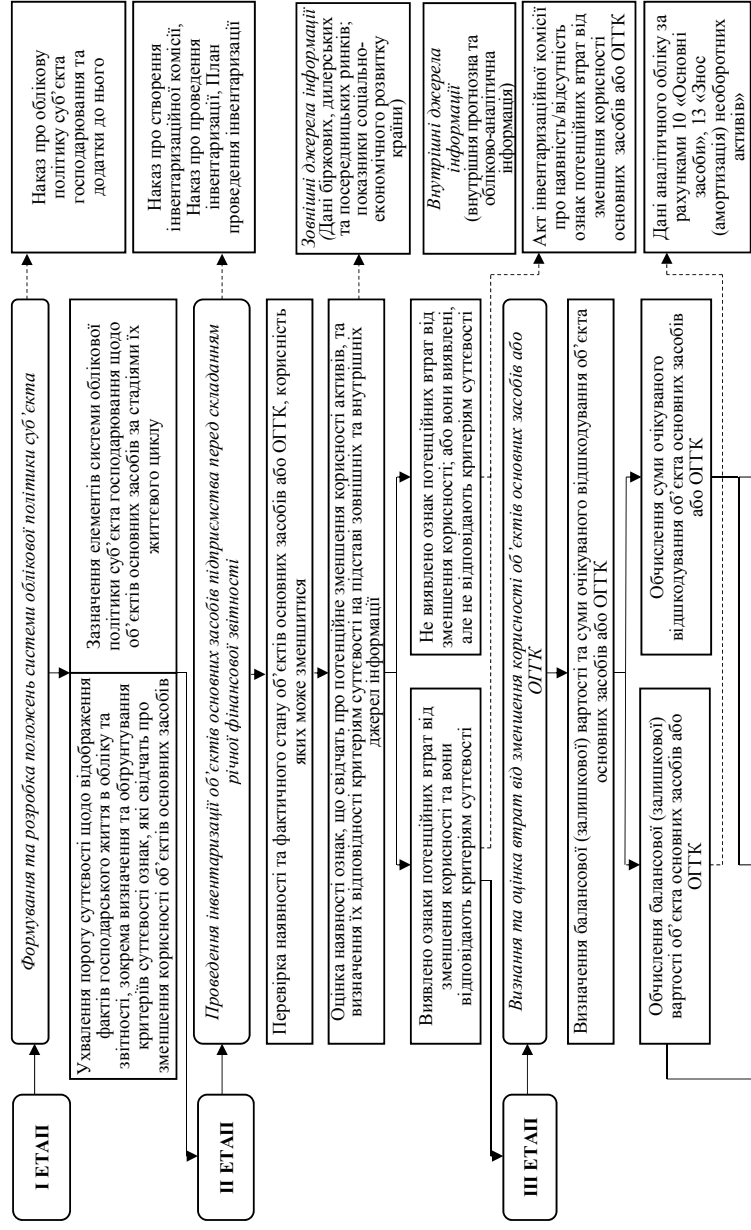 І ЕТАП
Формування та розробка положень системи облікової політики суб’єкта
Наказ про облікову
політику суб’єкта
господарювання та
додатки до нього
Ухвалення порогу суттєвості щодо відображення
фактів господарського життя в обліку та
звітності, зокрема визначення та обґрунтування
критеріїв суттєвості ознак, які свідчать про
зменшення корисності об’єктів основних засобів
Зазначення елементів системи облікової
політики суб’єкта господарювання щодо
об’єктів основних засобів за стадіями їх
життєвого циклу
ІІ ЕТАП
Проведення інвентаризації об’єктів основних засобів підприємства перед складанням
річної фінансової звітності
Наказ про створення
інвентаризаційної комісії,
Наказ про проведення
інвентаризації, План
проведення інвентаризації
Перевірка наявності та фактичного стану об’єктів основних засобів або ОГГК, корисність
яких може зменшитися
Оцінка наявності ознак, що свідчать про потенційне зменшення корисності активів, та
визначення їх відповідності критеріям суттєвості на підставі зовнішніх та внутрішніх
джерел інформації
Зовнішні джерела інформації
(Дані біржових, дилерських
та посередницьких ринків;
показники соціально-
економічного розвитку
країни)
Виявлено ознаки потенційних втрат від
зменшення корисності та вони
відповідають критеріям суттєвості
Не виявлено ознак потенційних втрат від
зменшення корисності; або вони виявлені,
але не відповідають критеріям суттєвості
Внутрішні джерела
інформації
(внутрішня прогнозна та
обліково-аналітична
інформація)
ІІІ ЕТАП
Визнання та оцінка втрат від зменшення корисності об’єктів основних засобів або
ОГГК
Акт інвентаризаційної комісії
про наявність/відсутність
ознак потенційних втрат від
зменшення корисності
основних засобів або ОГГК
Визначення балансової (залишкової) вартості та суми очікуваного відшкодування об’єкта
основних засобів або ОГГК
Обчислення балансової (залишкової)
вартості об’єкта основних засобів або
ОГГК
Обчислення суми очікуваного
відшкодування об’єкта основних засобів
або ОГГК
Дані аналітичного обліку за
рахунками 10 «Основні
засоби», 13 «Знос
(амортизація) необоротних
активів»